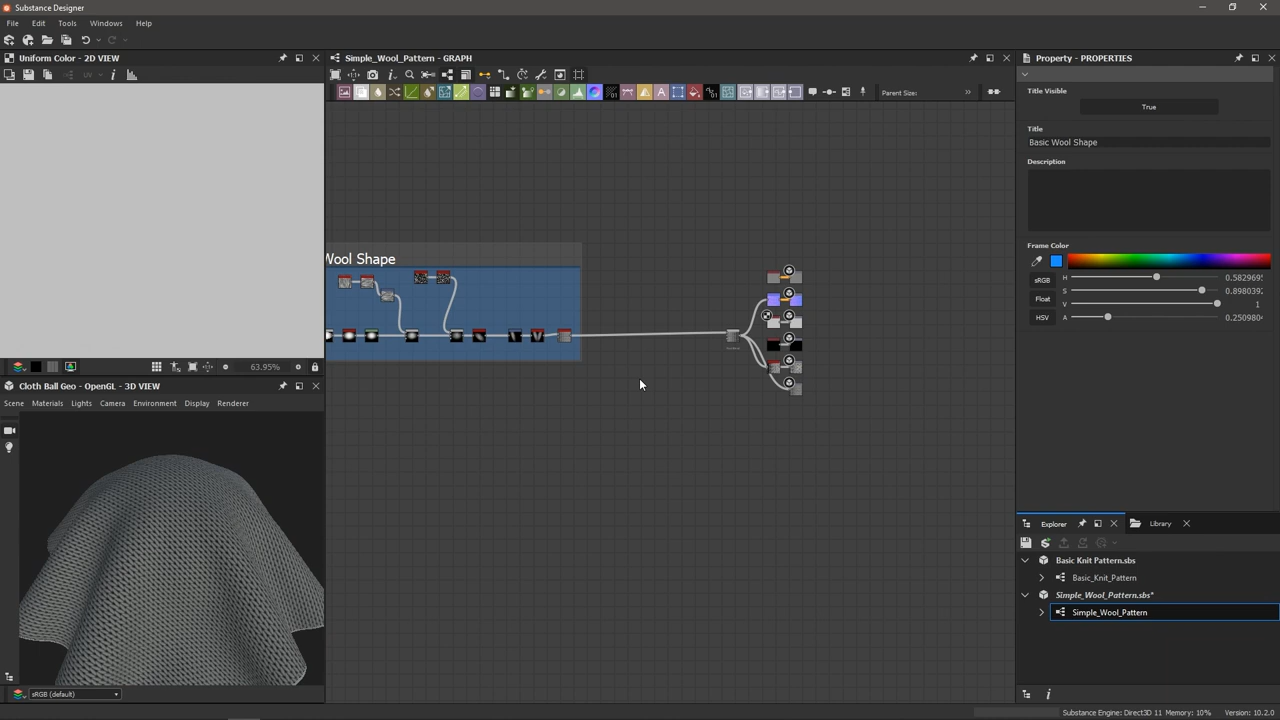 Substance Designer
File Edit Tools Windows Help
Uniform Color - 2D VIEW
UV
63.95%
Cloth Ball Geo - OpenGL - 3D VIEW
Scene Materials Lights Camera Environment Display Renderer
sRGB (default)
Simple_Wool_Pattern - GRAPH
Parent Size:
Wool Shape
Property - PROPERTIES
Title Visible
True
Title
Basic Wool Shape
Description
Frame Color
sRGB
Float
HSV
H 0.582969
S 0.898039
V 1
A 0.250980
Explorer
Library
Basic Knit Pattern.sbs
Basic_Knit_Pattern
Simple_Wool_Pattern.sbs*
Simple_Wool_Pattern
Substance Engine: Direct3D 11 Memory: 10% Version: 10.2.0